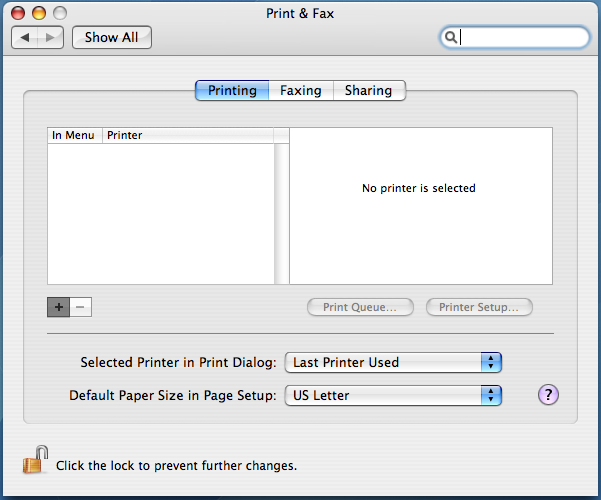 Print & Fax
Show All
Printing Faxing Sharing
In Menu Printer
No printer is selected
+ −
Print Queue... Printer Setup...
Selected Printer in Print Dialog: Last Printer Used
Default Paper Size in Page Setup: US Letter ?
Click the lock to prevent further changes.